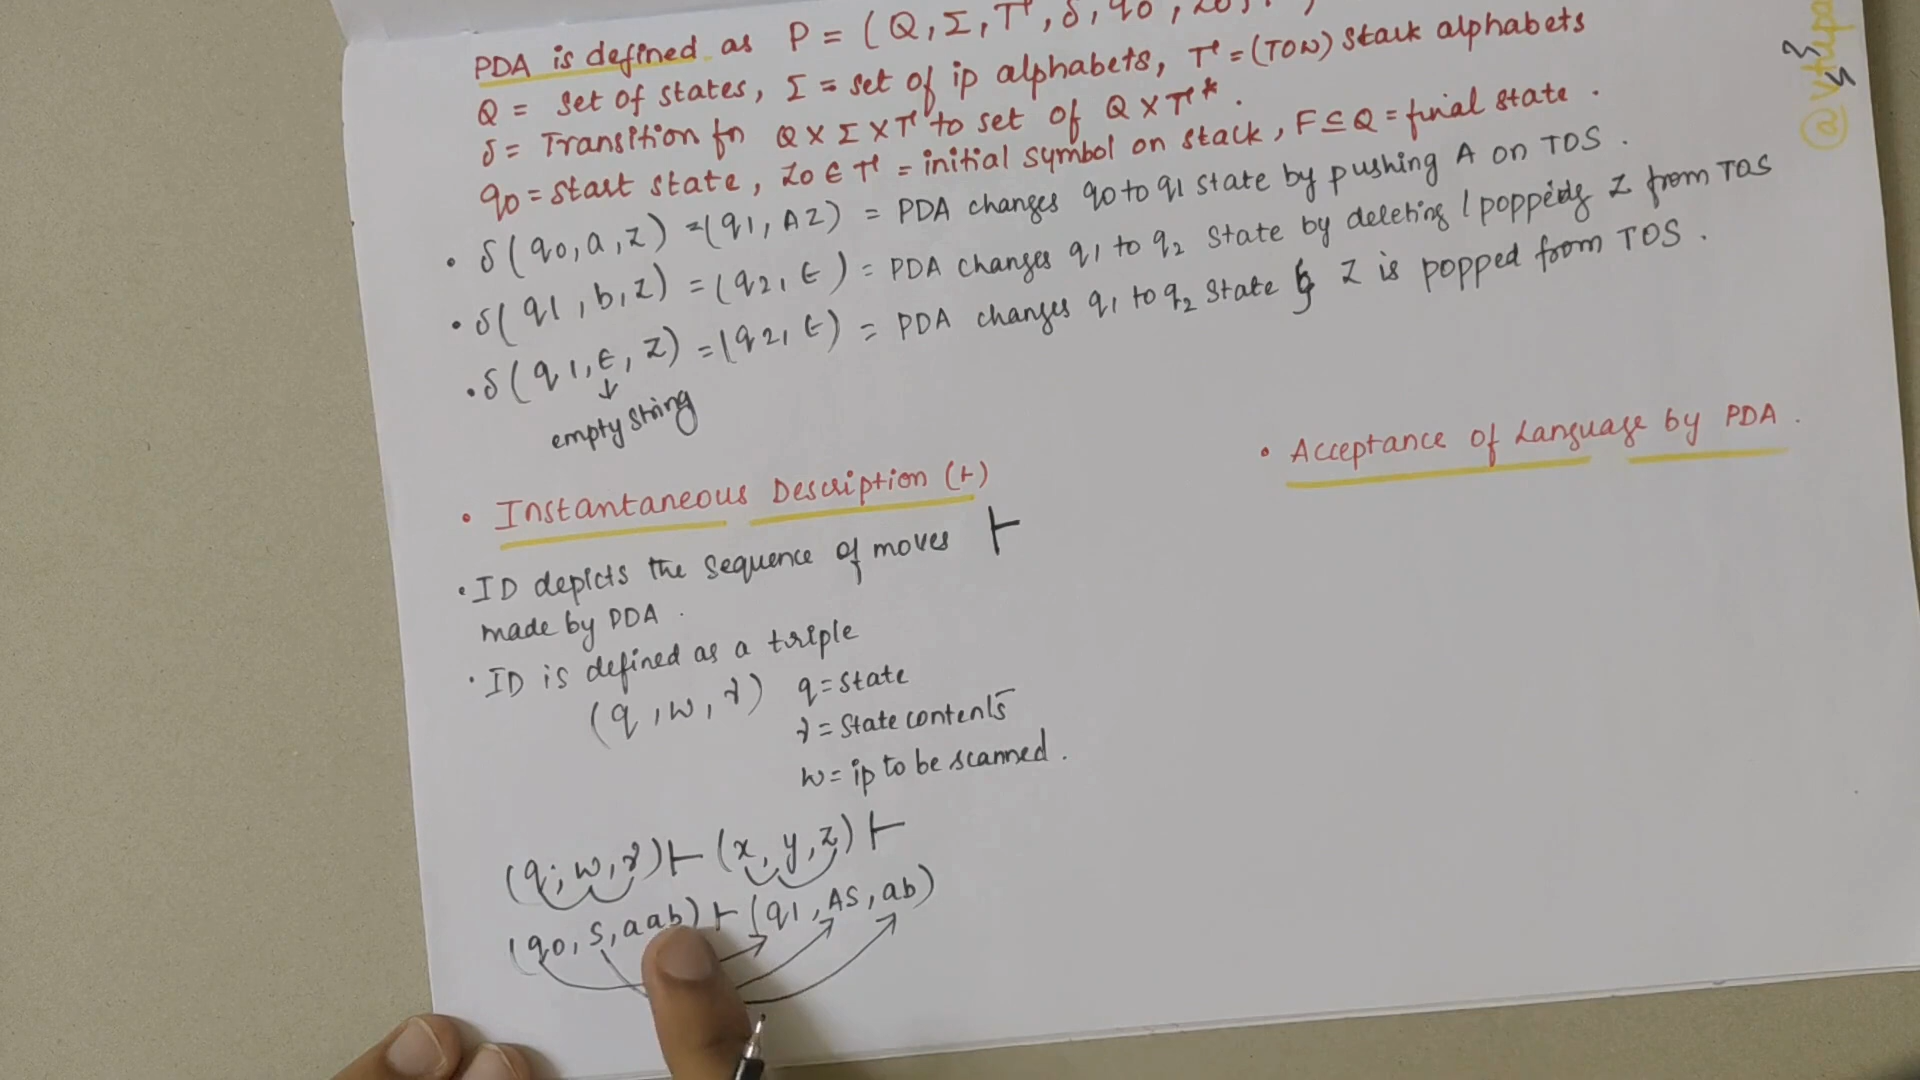 PDA is defined as P = (Q, Σ, Γ, δ, q0, Z0,
Q = set of states, Σ = set of ip alphabets, Γ = (TOW) stack alphabets
δ = Transition fn Q x Σ x Γ to set of Q x Γ*.
q0 = start state, Z0 ∈ Γ = initial symbol on stack, F ⊆ Q = final state.
• δ(q0, a, Z) = (q1, AZ) = PDA changes q0 to q1 state by pushing A on TOS.
• δ(q1, b, Z) = (q2, ε) = PDA changes q1 to q2 state by deleting / popping Z from TOS
• δ(q1, ε, Z) = (q2, ε) = PDA changes q1 to q2 state & Z is popped from TOS.
↓
empty string
• Instantaneous Description (⊢)
• ID depicts the sequence of moves ⊢
made by PDA.
• ID is defined as a triple
(q, w, γ) q = state
γ = State contents
w = ip to be scanned.
(q, w, γ) ⊢ (x, y, z) ⊢
(q0, S, aab) ⊢ (q1, AS, ab)
• Acceptance of Language by PDA.